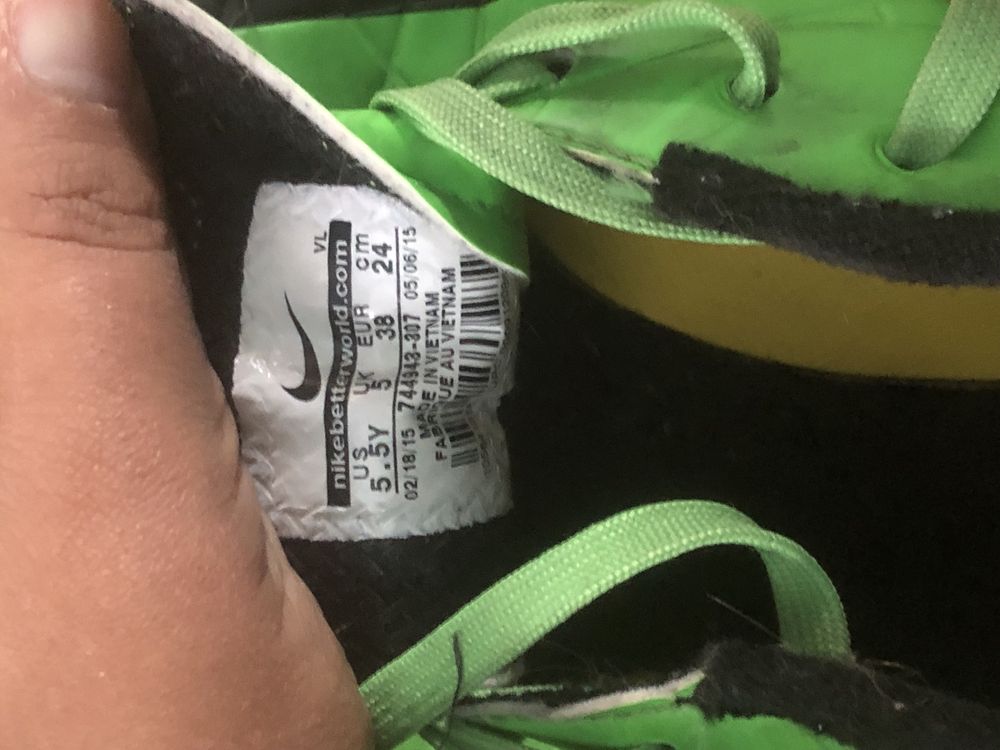 VL
nikebetterworld.com
US UK EUR cm
5.5Y 5 38 24
02/18/15 744943-307 05/06/15
MADE IN VIETNAM
FABRIQUE AU VIETNAM